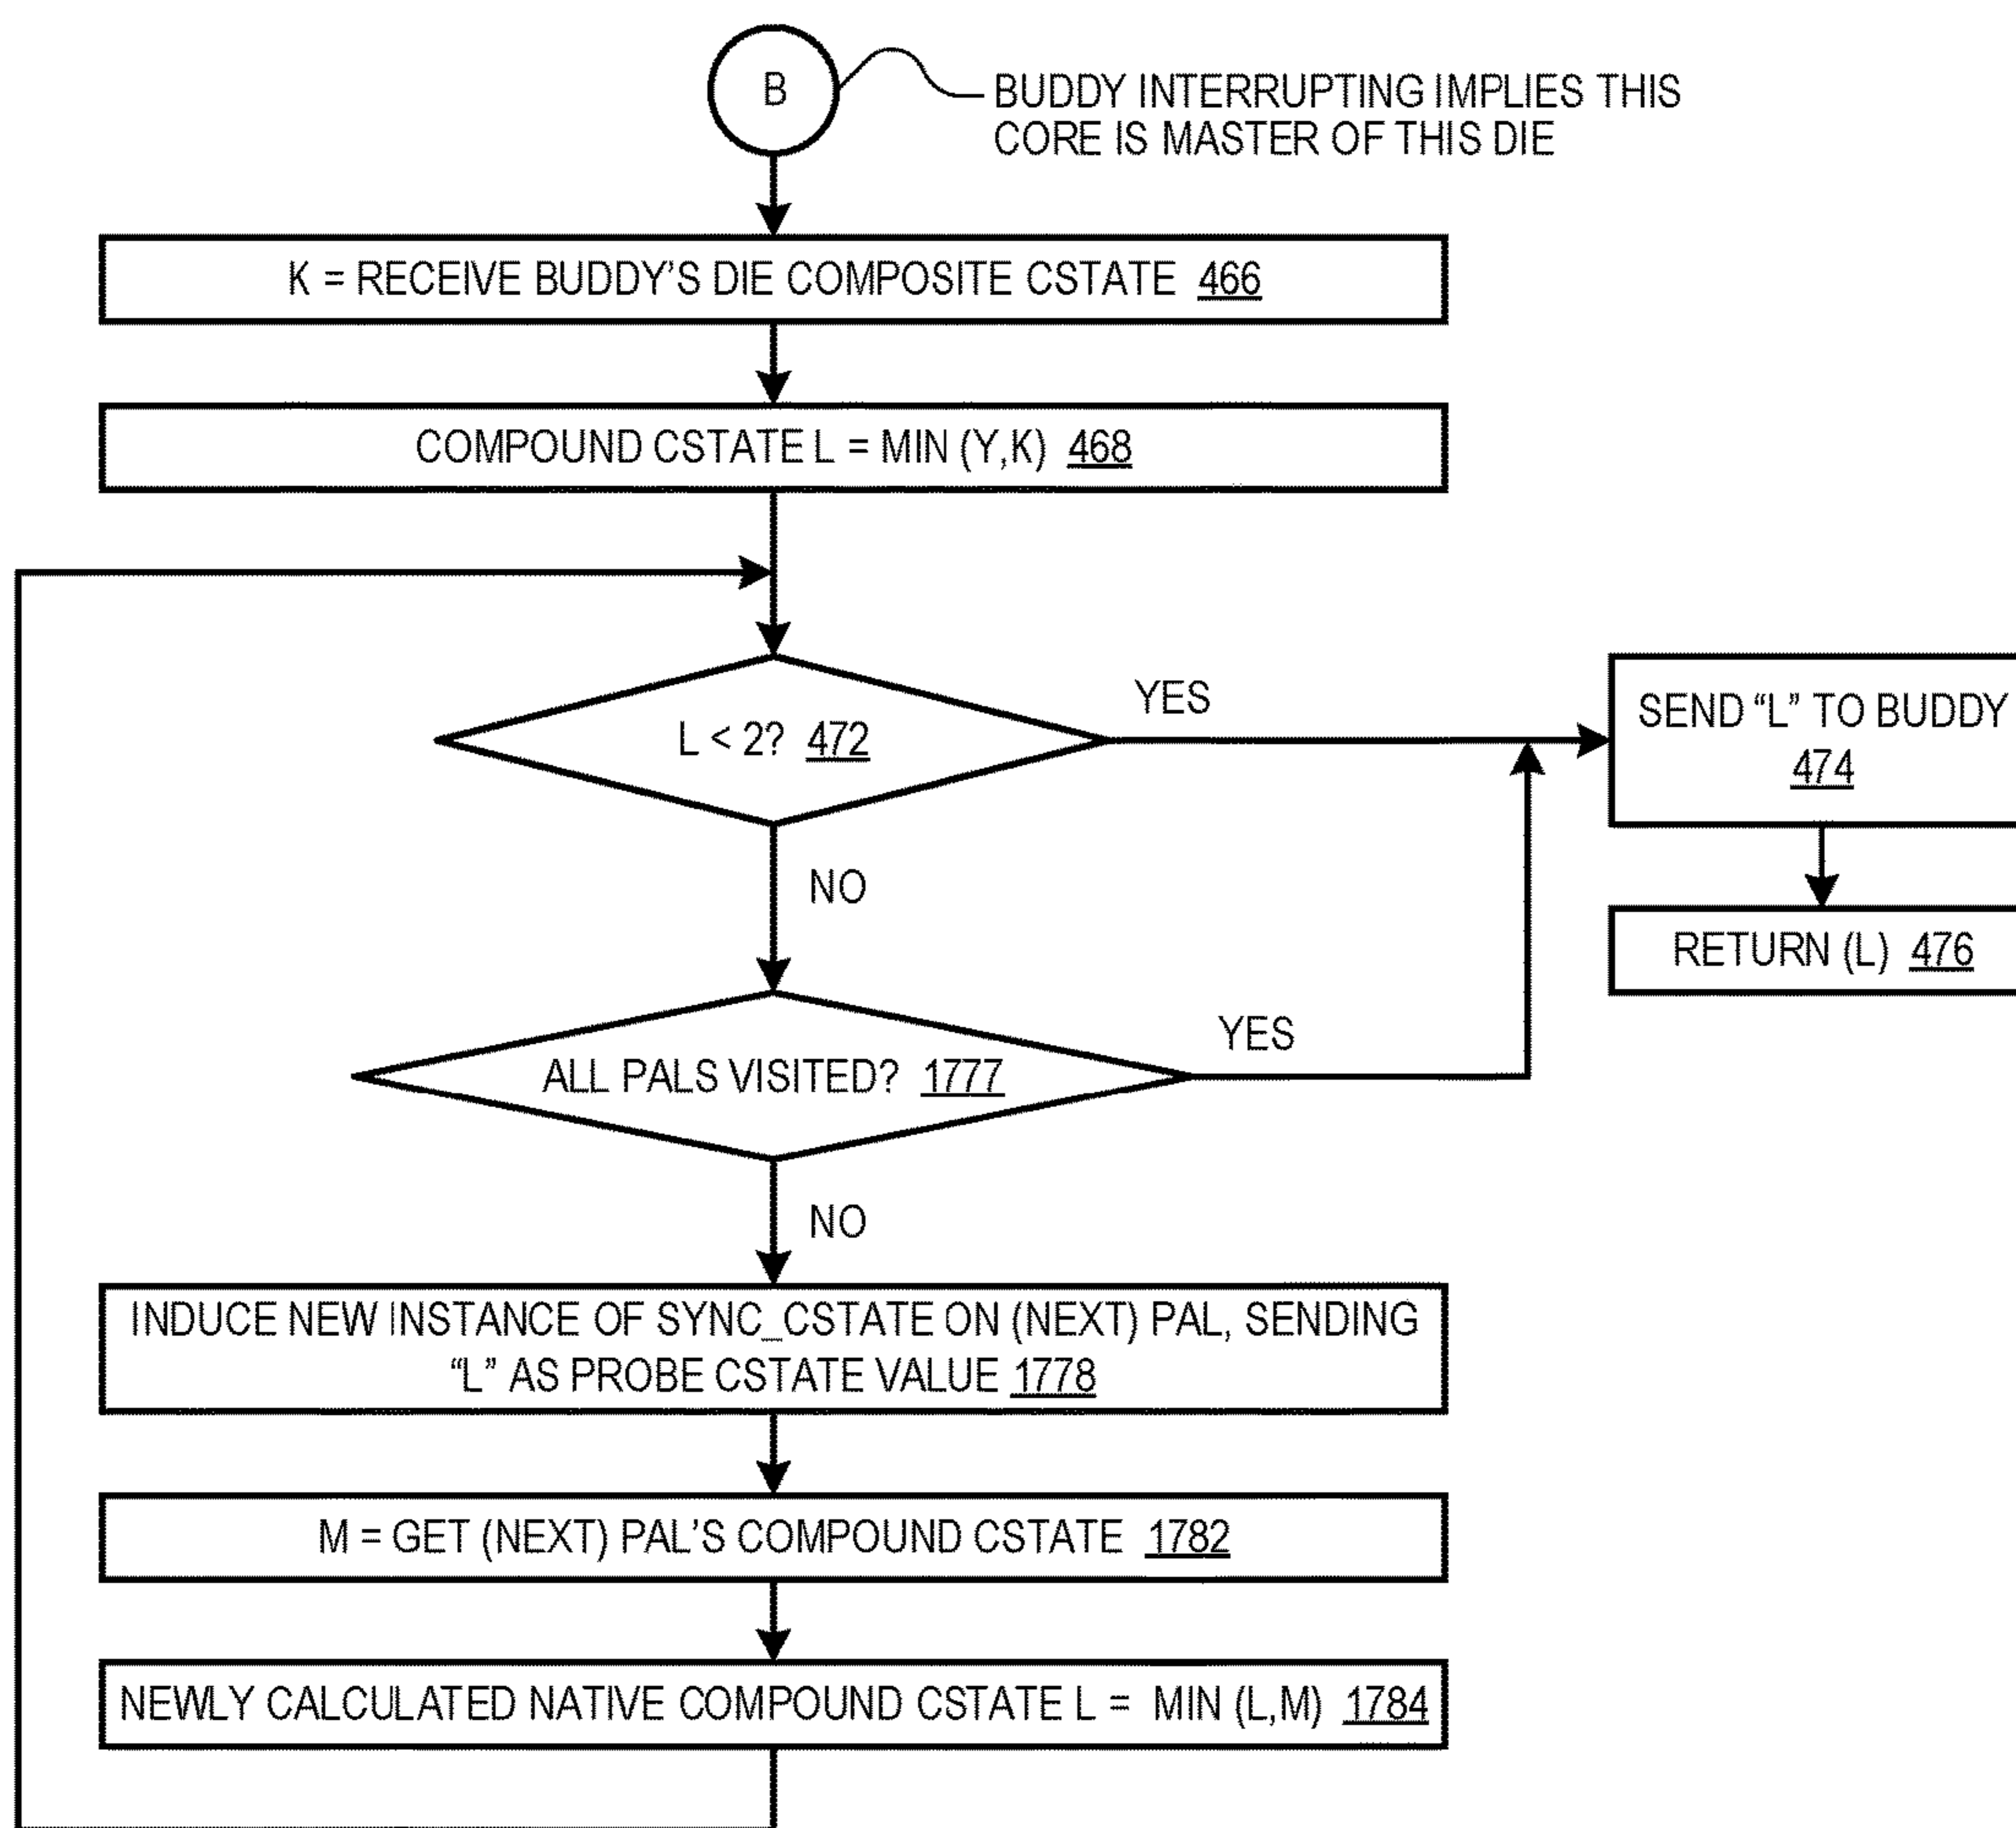 B
BUDDY INTERRUPTING IMPLIES THIS
CORE IS MASTER OF THIS DIE
K = RECEIVE BUDDY'S DIE COMPOSITE CSTATE 466
COMPOUND CSTATE L = MIN (Y,K) 468
L < 2? 472
YES
SEND “L” TO BUDDY
474
NO
RETURN (L) 476
ALL PALS VISITED? 1777
YES
NO
INDUCE NEW INSTANCE OF SYNC_CSTATE ON (NEXT) PAL, SENDING
“L” AS PROBE CSTATE VALUE 1778
M = GET (NEXT) PAL'S COMPOUND CSTATE 1782
NEWLY CALCULATED NATIVE COMPOUND CSTATE L = MIN (L,M) 1784